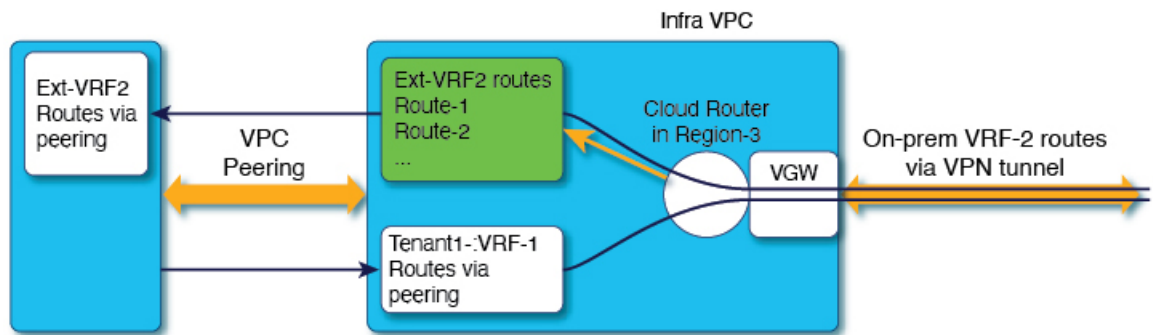 Infra VPC
Ext-VRF2
Routes via
peering
VPC
Peering
Ext-VRF2 routes
Route-1
Route-2
...
Cloud Router
in Region-3
VGW
On-prem VRF-2 routes
via VPN tunnel
Tenant1-:VRF-1
Routes via
peering